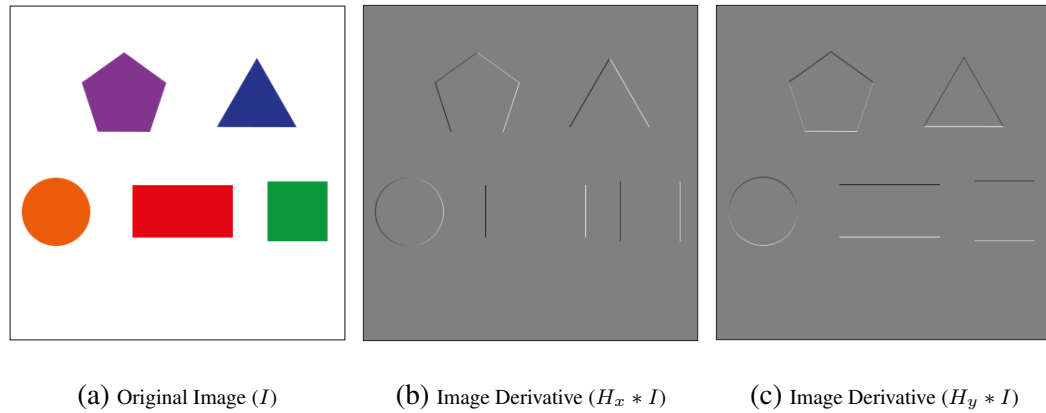 (a) Original Image (I)
(b) Image Derivative (H_x * I)
(c) Image Derivative (H_y * I)